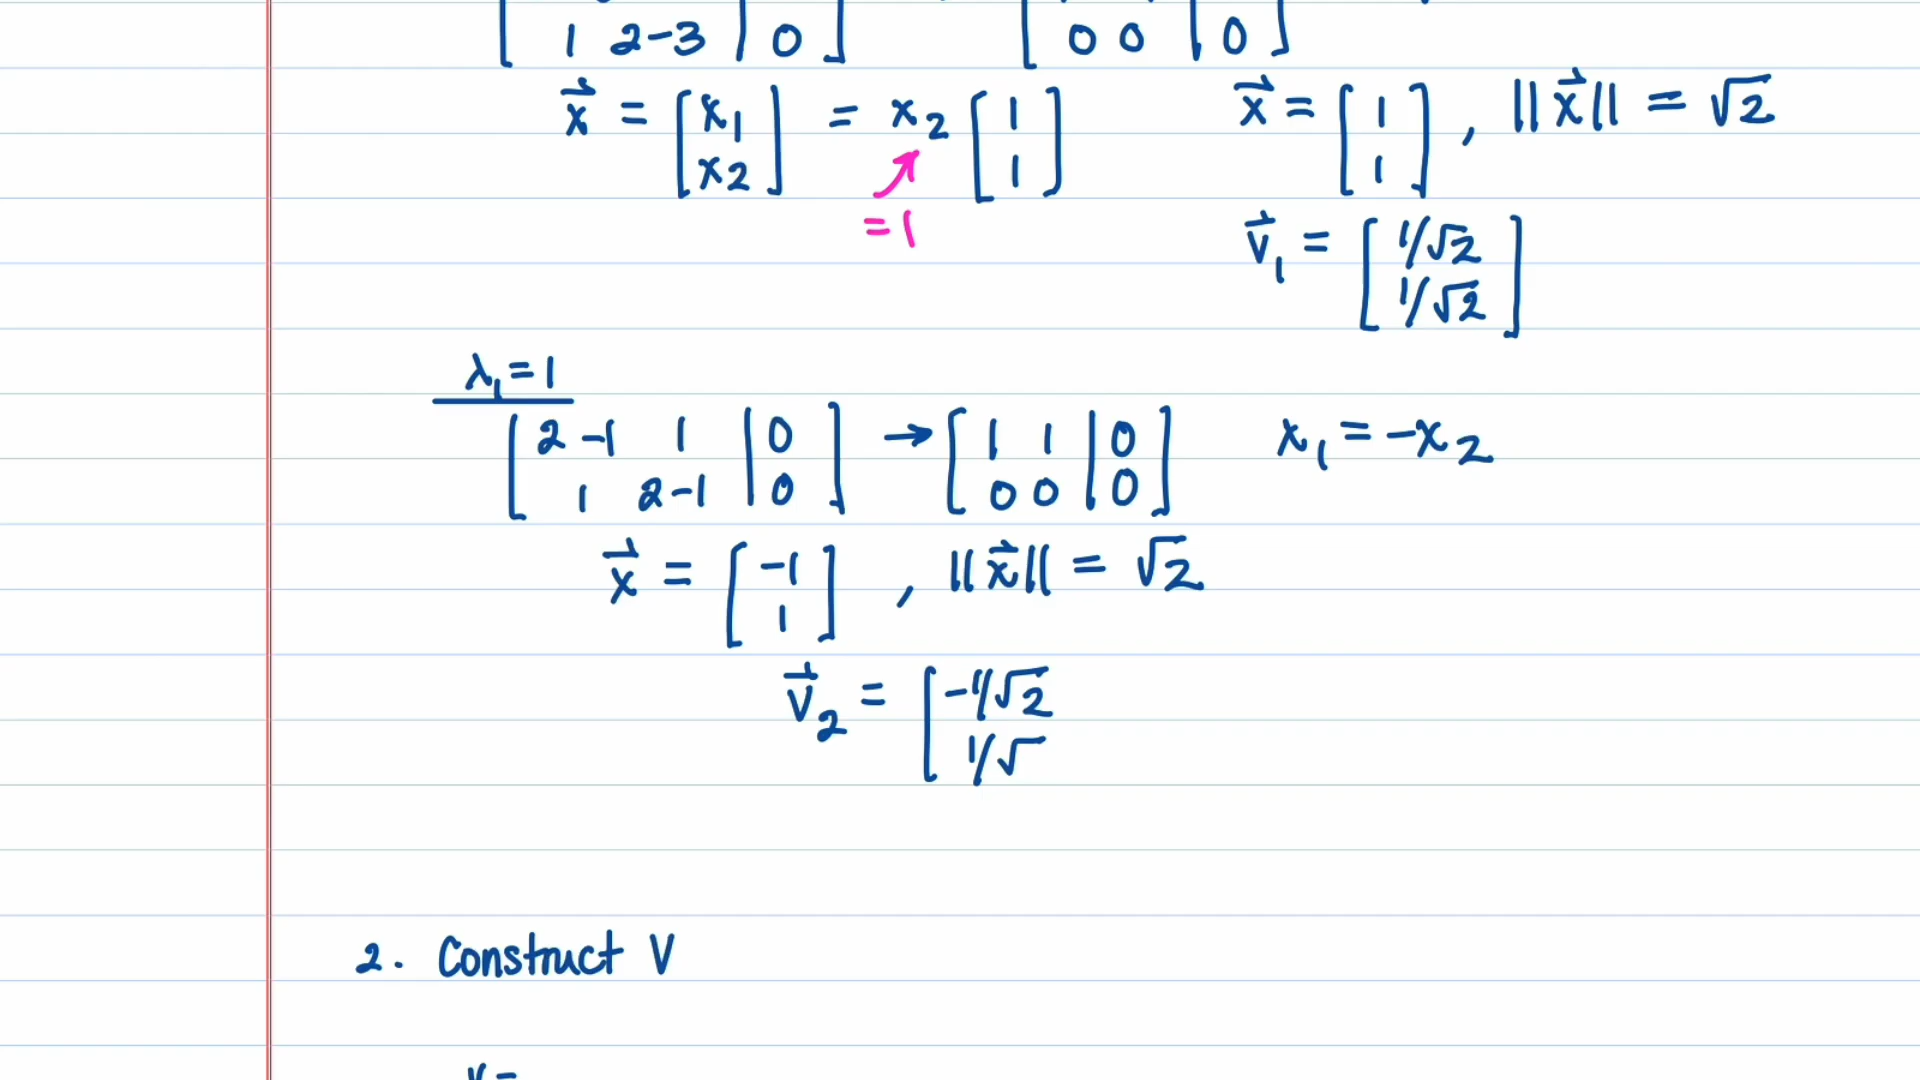 1 2-3 | 0 ] 0 0 | 0 ]
x⃗ = [x1 x2] = x2 [1 1] x⃗ = [1 1] , ||x⃗|| = √2
=1
v⃗1 = [1/√2 1/√2]
λ1 = 1
[2-1 1 | 0
1 2-1 | 0] → [1 1 | 0
0 0 | 0] x1 = -x2
x⃗ = [-1 1] , ||x⃗|| = √2
v⃗2 = [-1/√2
1/√
2. Construct V